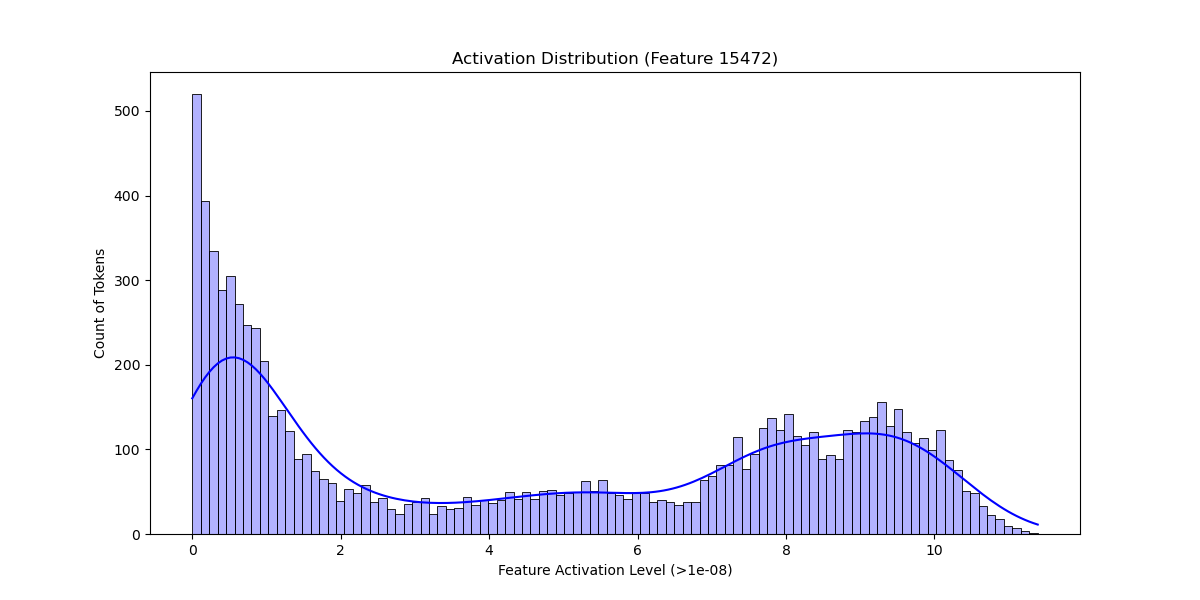 Activation Distribution (Feature 15472)
500
400
300
200
100
0
Count of Tokens
0 2 4 6 8 10
Feature Activation Level (>1e-08)